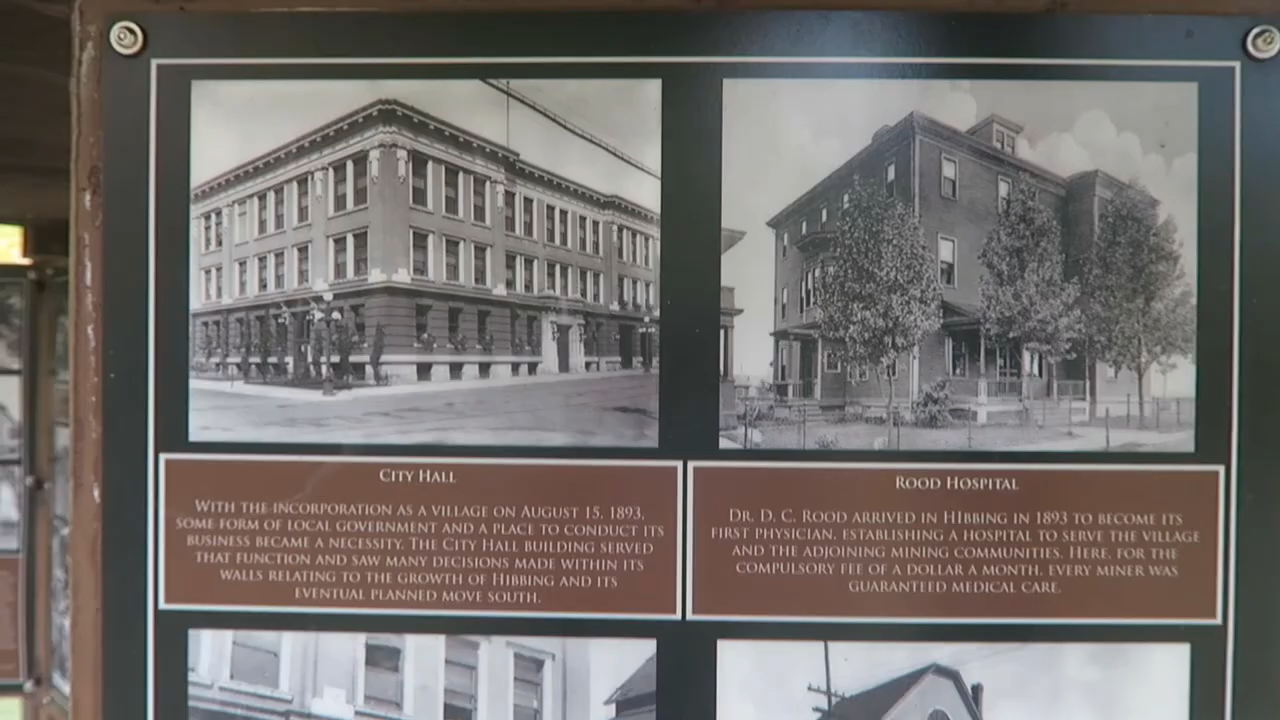 CITY HALL
WITH THE INCORPORATION AS A VILLAGE ON AUGUST 15, 1893,
SOME FORM OF LOCAL GOVERNMENT AND A PLACE TO CONDUCT ITS
BUSINESS BECAME A NECESSITY. THE CITY HALL BUILDING SERVED
THAT FUNCTION AND SAW MANY DECISIONS MADE WITHIN ITS
WALLS RELATING TO THE GROWTH OF HIBBING AND ITS
EVENTUAL PLANNED MOVE SOUTH.
ROOD HOSPITAL
DR. D. C. ROOD ARRIVED IN HIBBING IN 1893 TO BECOME ITS
FIRST PHYSICIAN, ESTABLISHING A HOSPITAL TO SERVE THE VILLAGE
AND THE ADJOINING MINING COMMUNITIES. HERE, FOR THE
COMPULSORY FEE OF A DOLLAR A MONTH, EVERY MINER WAS
GUARANTEED MEDICAL CARE.